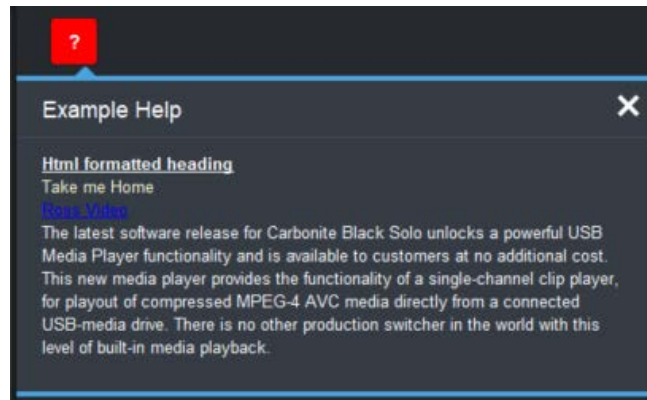 ?
Example Help
Html formatted heading
Take me Home
Ross Video
The latest software release for Carbonite Black Solo unlocks a powerful USB
Media Player functionality and is available to customers at no additional cost.
This new media player provides the functionality of a single-channel clip player,
for playout of compressed MPEG-4 AVC media directly from a connected
USB-media drive. There is no other production switcher in the world with this
level of built-in media playback.